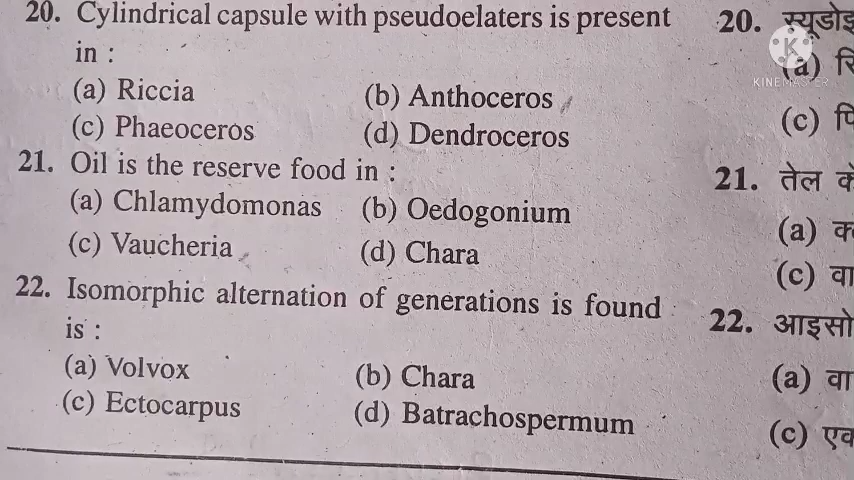 20. Cylindrical capsule with pseudoelaters is present
in :
(a) Riccia (b) Anthoceros
(c) Phaeoceros (d) Dendroceros
21. Oil is the reserve food in :
(a) Chlamydomonas (b) Oedogonium
(c) Vaucheria (d) Chara
22. Isomorphic alternation of generations is found
is :
(a) Volvox (b) Chara
(c) Ectocarpus (d) Batrachospermum
20.
(a)
K
KINEMASTER
(c)
21. तेल
(a)
(c) वा
22. आइसो
(a) वा
(c) एव